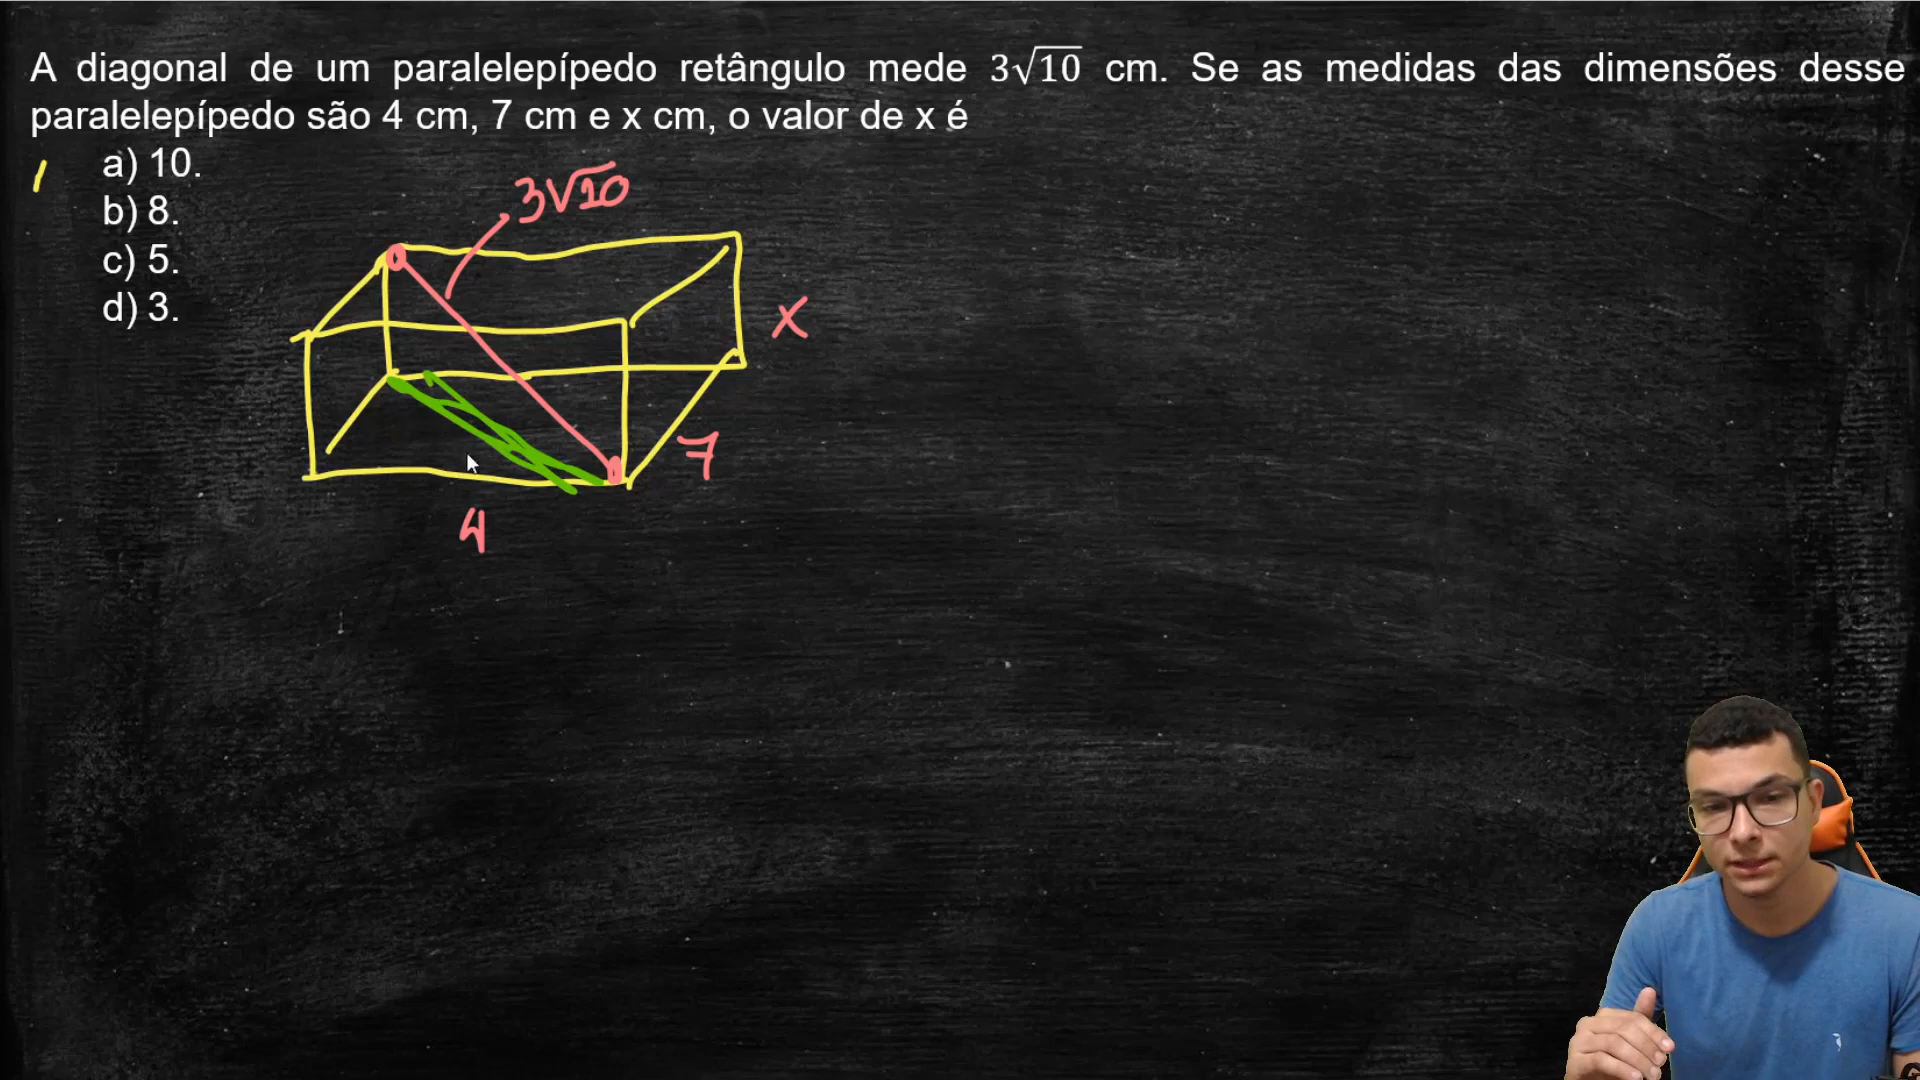 A diagonal de um paralelepípedo retângulo mede 3√10 cm. Se as medidas das dimensões desse
paralelepípedo são 4 cm, 7 cm e x cm, o valor de x é
a) 10.
b) 8.
c) 5.
d) 3.
3√10
x
7
4